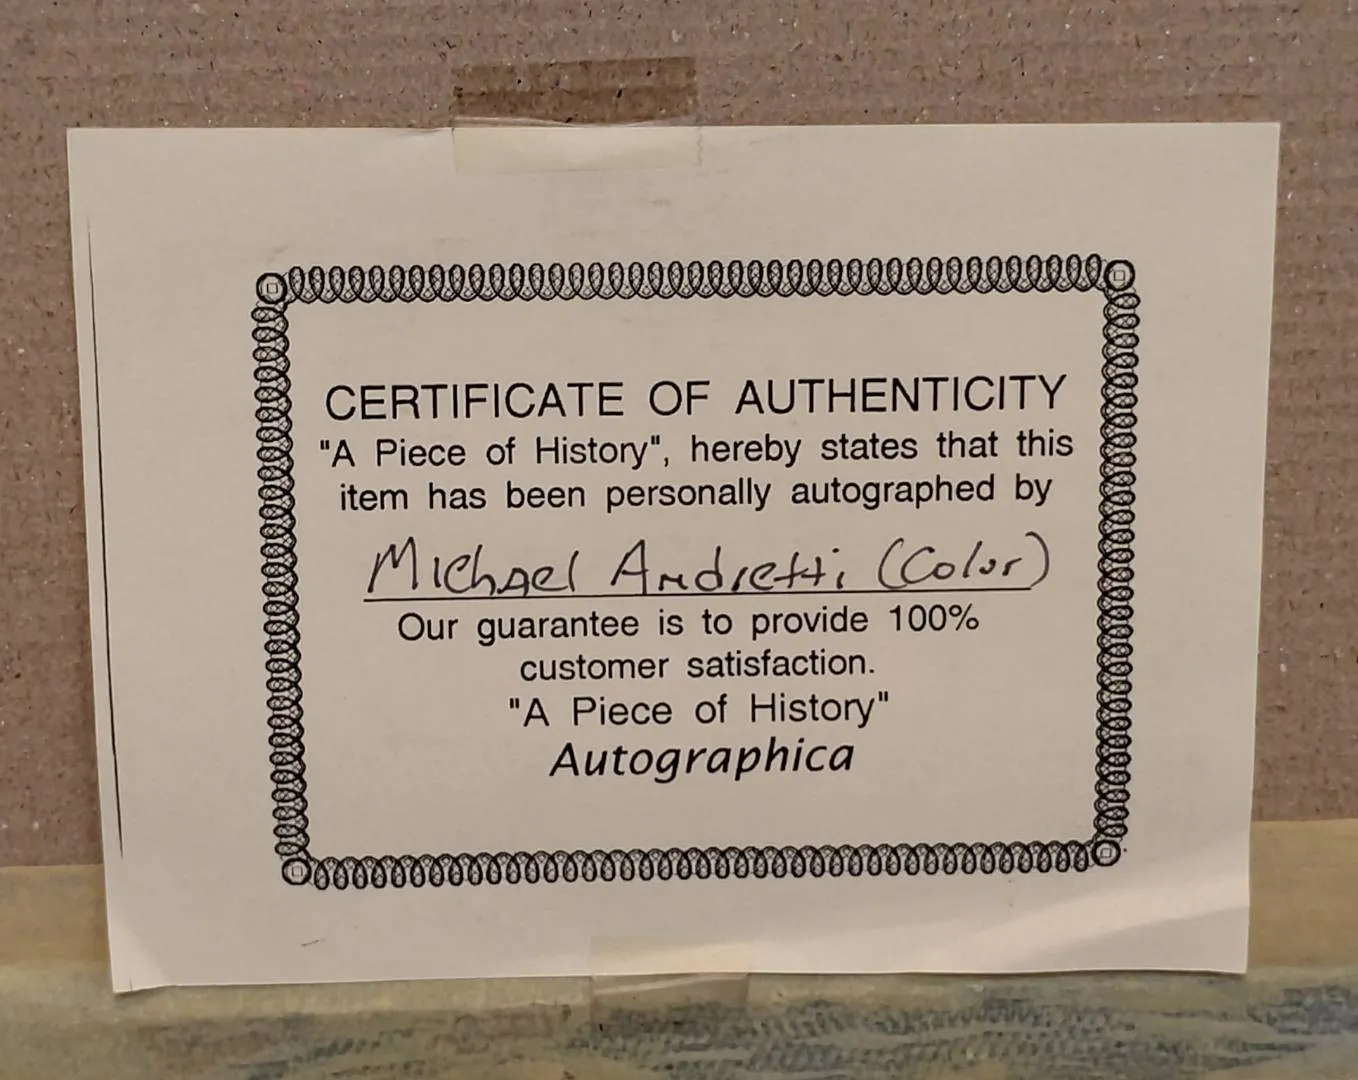 CERTIFICATE OF AUTHENTICITY
"A Piece of History", hereby states that this
item has been personally autographed by
Michael Andretti (Color)
Our guarantee is to provide 100%
customer satisfaction.
"A Piece of History"
Autographica